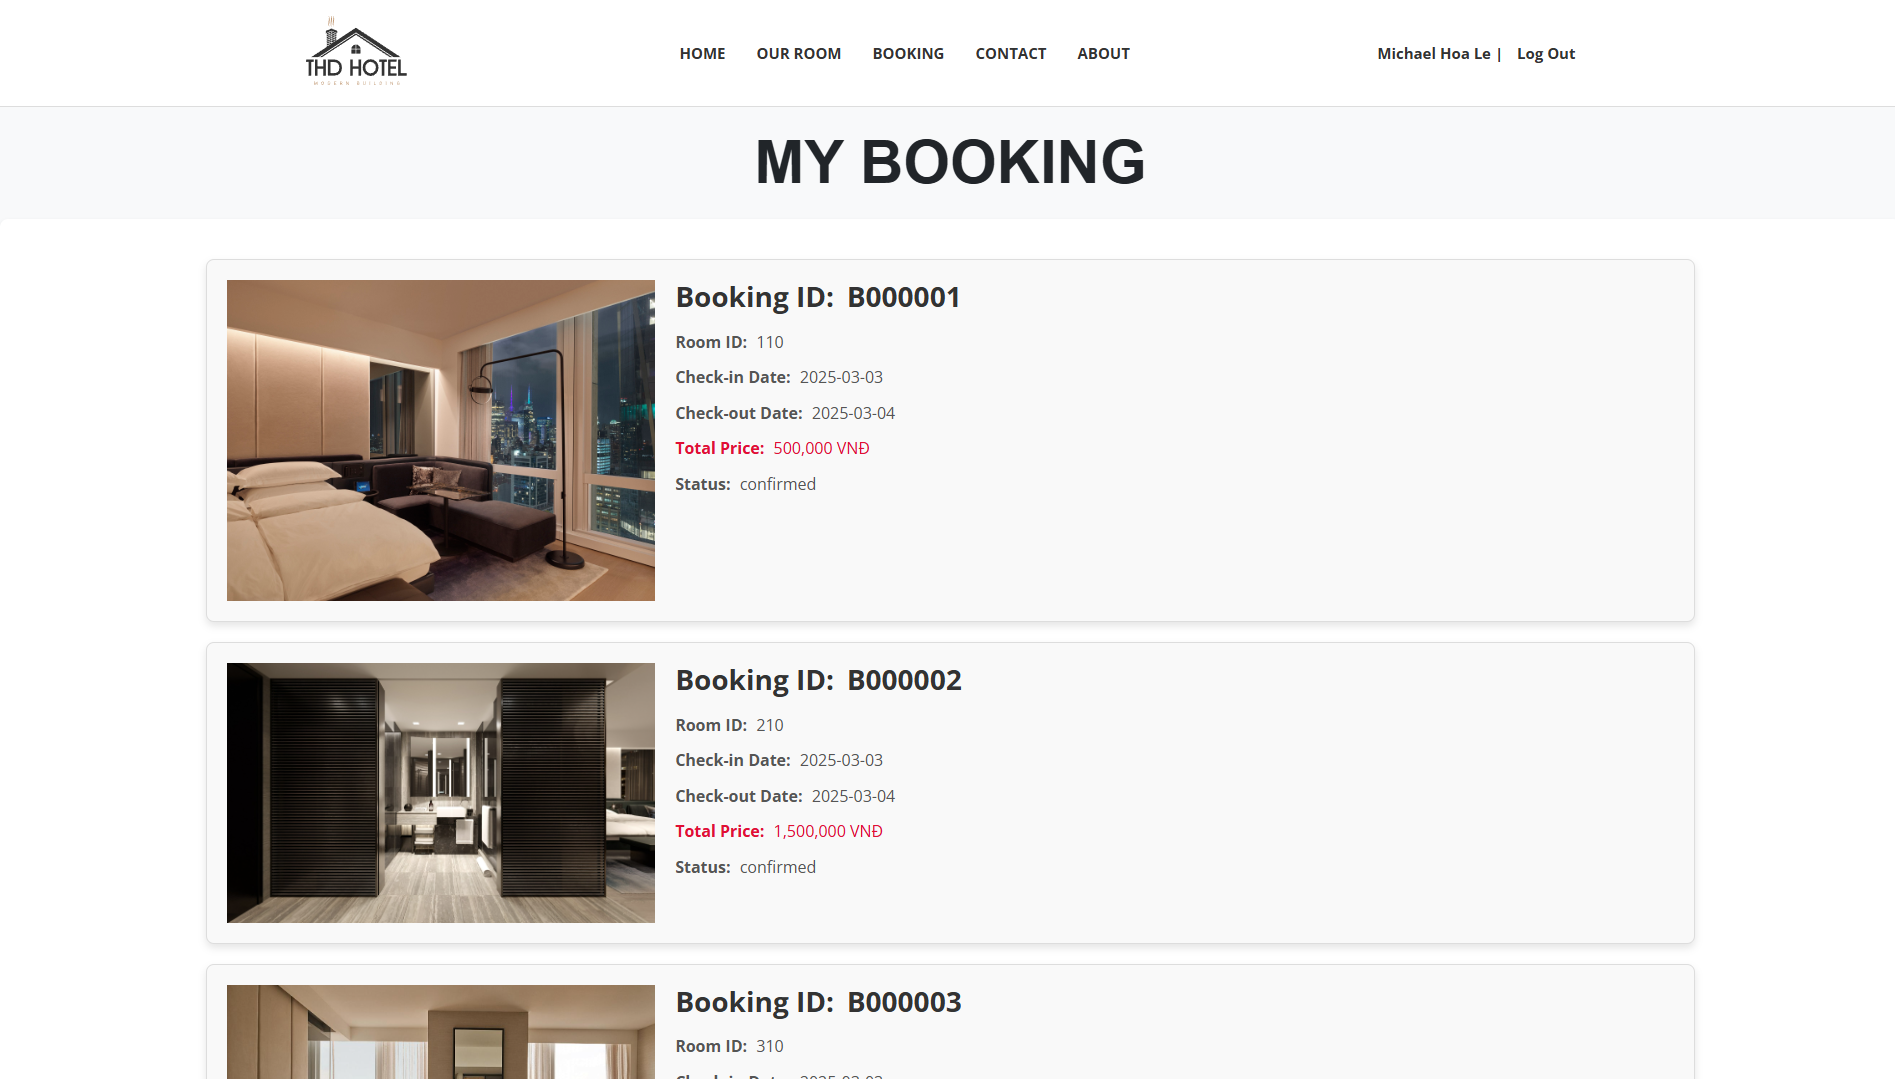 THD HOTEL
MODERN BUILDING
HOME OUR ROOM BOOKING CONTACT ABOUT
Michael Hoa Le | Log Out
MY BOOKING
Booking ID: B000001
Room ID: 110
Check-in Date: 2025-03-03
Check-out Date: 2025-03-04
Total Price: 500,000 VNĐ
Status: confirmed
Booking ID: B000002
Room ID: 210
Check-in Date: 2025-03-03
Check-out Date: 2025-03-04
Total Price: 1,500,000 VNĐ
Status: confirmed
Booking ID: B000003
Room ID: 310